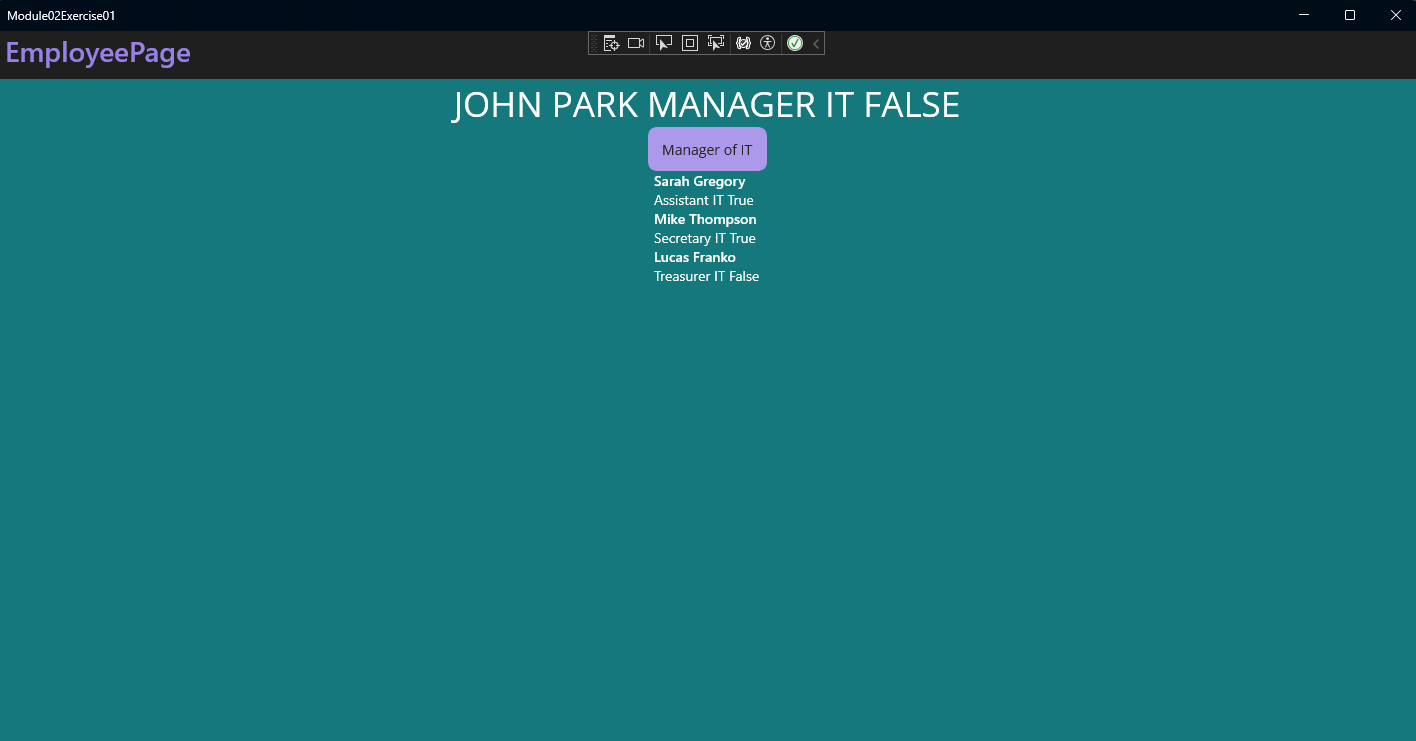 Module02Exercise01
EmployeePage
JOHN PARK MANAGER IT FALSE
Manager of IT
Sarah Gregory
Assistant IT True
Mike Thompson
Secretary IT True
Lucas Franko
Treasurer IT False